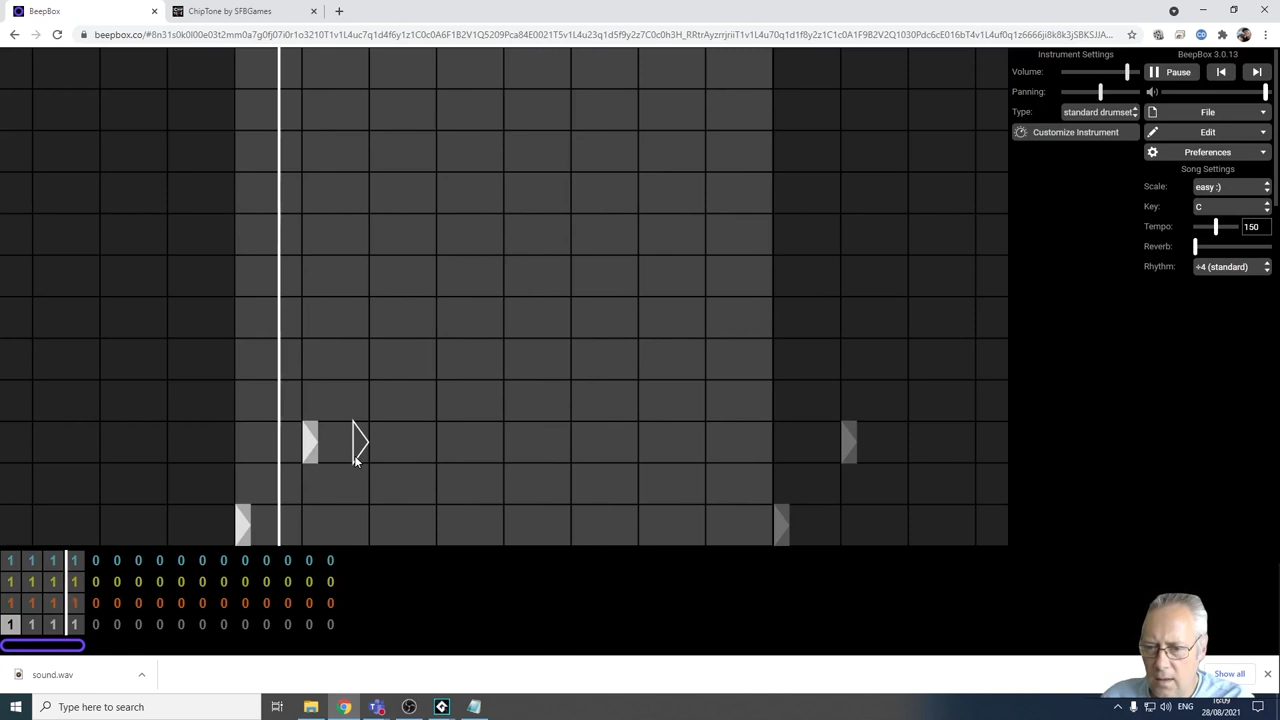 BeepBox
ChipTone by SFBGames
beepbox.co/#8n31s0k0l00e03t2mm0a7g0fj07i0r1o3210T1v1L4uc7q1d4f6y1z1C0c0A6F1B2V1Q5209Pca84E0021T5v1L4u23q1d5f9y2z7C0c0h3H_RRtrAyzrrjriiT1v1L4u70q1d1f8y2z1C1c0A1F9B2V2Q1030Pdc6cE016bT4v1L4uf0q1z6666ji8k8k3jSBKSJJA...
Instrument Settings
BeepBox 3.0.13
Volume:
Pause
Panning:
Type:
standard drumset
File
Customize Instrument
Edit
Preferences
Song Settings
Scale:
easy :)
Key:
C
Tempo:
150
Reverb:
Rhythm:
÷4 (standard)
1 1 1 1 0 0 0 0 0 0 0 0 0 0 0 0
1 1 1 1 0 0 0 0 0 0 0 0 0 0 0 0
1 1 1 1 0 0 0 0 0 0 0 0 0 0 0 0
1 1 1 1 0 0 0 0 0 0 0 0 0 0 0 0
sound.wav
Show all
Type here to search
16:09
28/08/2021